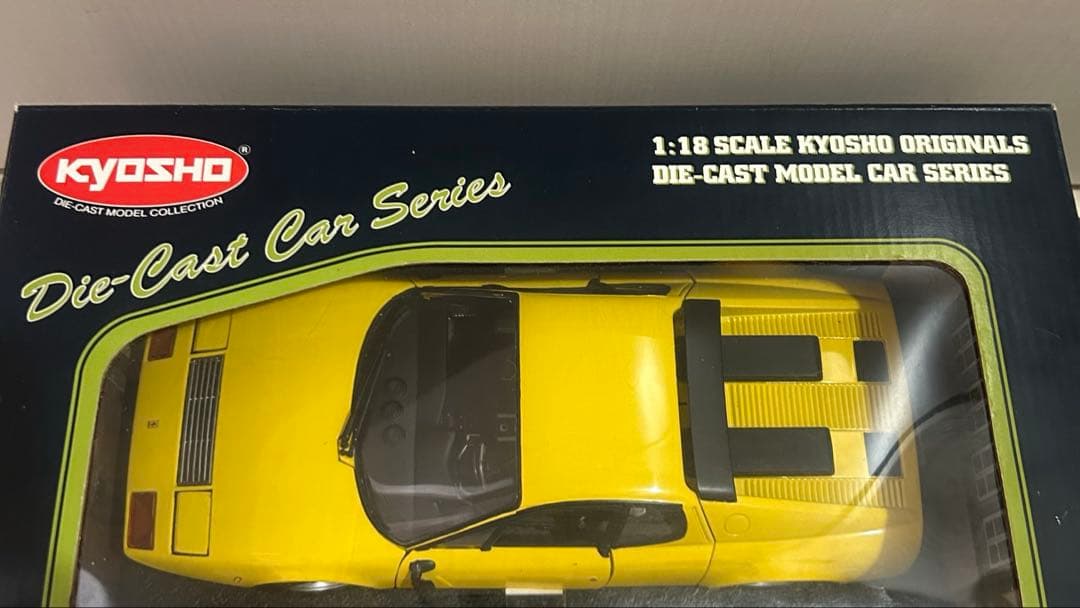 KYOSHO®
DIE-CAST MODEL COLLECTION
Die-Cast Car Series
1:18 SCALE KYOSHO ORIGINALS
DIE-CAST MODEL CAR SERIES